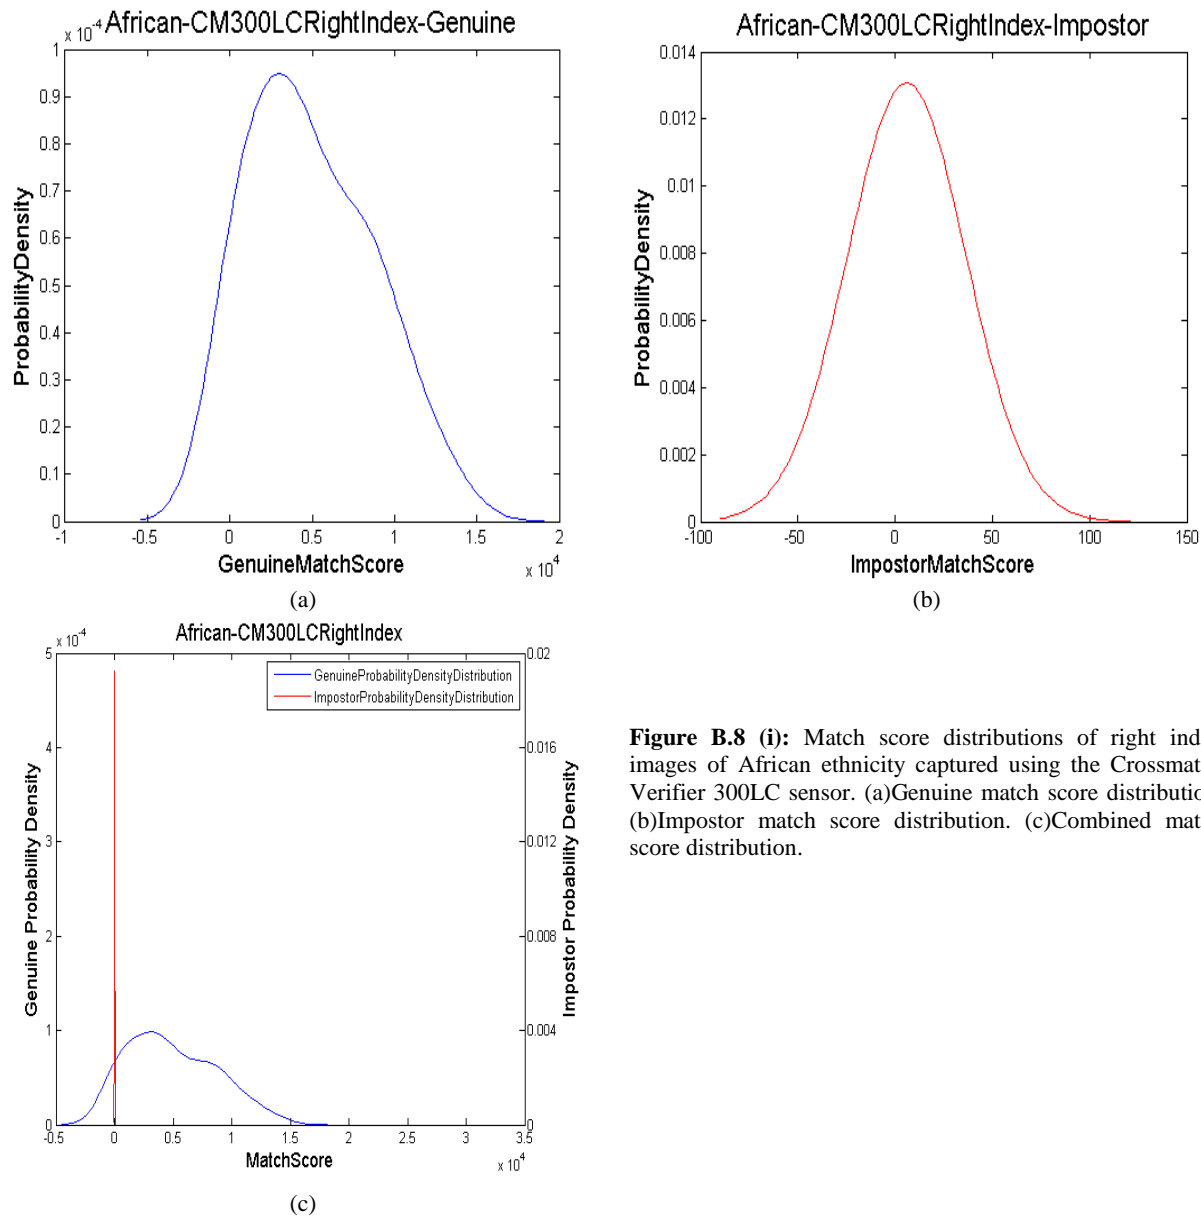 African-CM300LCRightIndex-Genuine
x 10^-4
1
0.9
0.8
0.7
0.6
0.5
0.4
0.3
0.2
0.1
0
ProbabilityDensity
-1 -0.5 0 0.5 1 1.5 2
GenuineMatchScore
x 10^4
(a)
African-CM300LCRightIndex-Impostor
0.014
0.012
0.01
0.008
0.006
0.004
0.002
0
ProbabilityDensity
-100 -50 0 50 100 150
ImpostorMatchScore
(b)
African-CM300LCRightIndex
x 10^-4
5
4
3
2
1
0
Genuine Probability Density
GenuineProbabilityDensityDistribution
ImpostorProbabilityDensityDistribution
0.02
0.016
0.012
0.008
0.004
0
Impostor Probability Density
-0.5 0 0.5 1 1.5 2 2.5 3 3.5
MatchScore
x 10^4
(c)
Figure B.8 (i): Match score distributions of right ind
images of African ethnicity captured using the Crossmat
Verifier 300LC sensor. (a)Genuine match score distributio
(b)Impostor match score distribution. (c)Combined mat
score distribution.